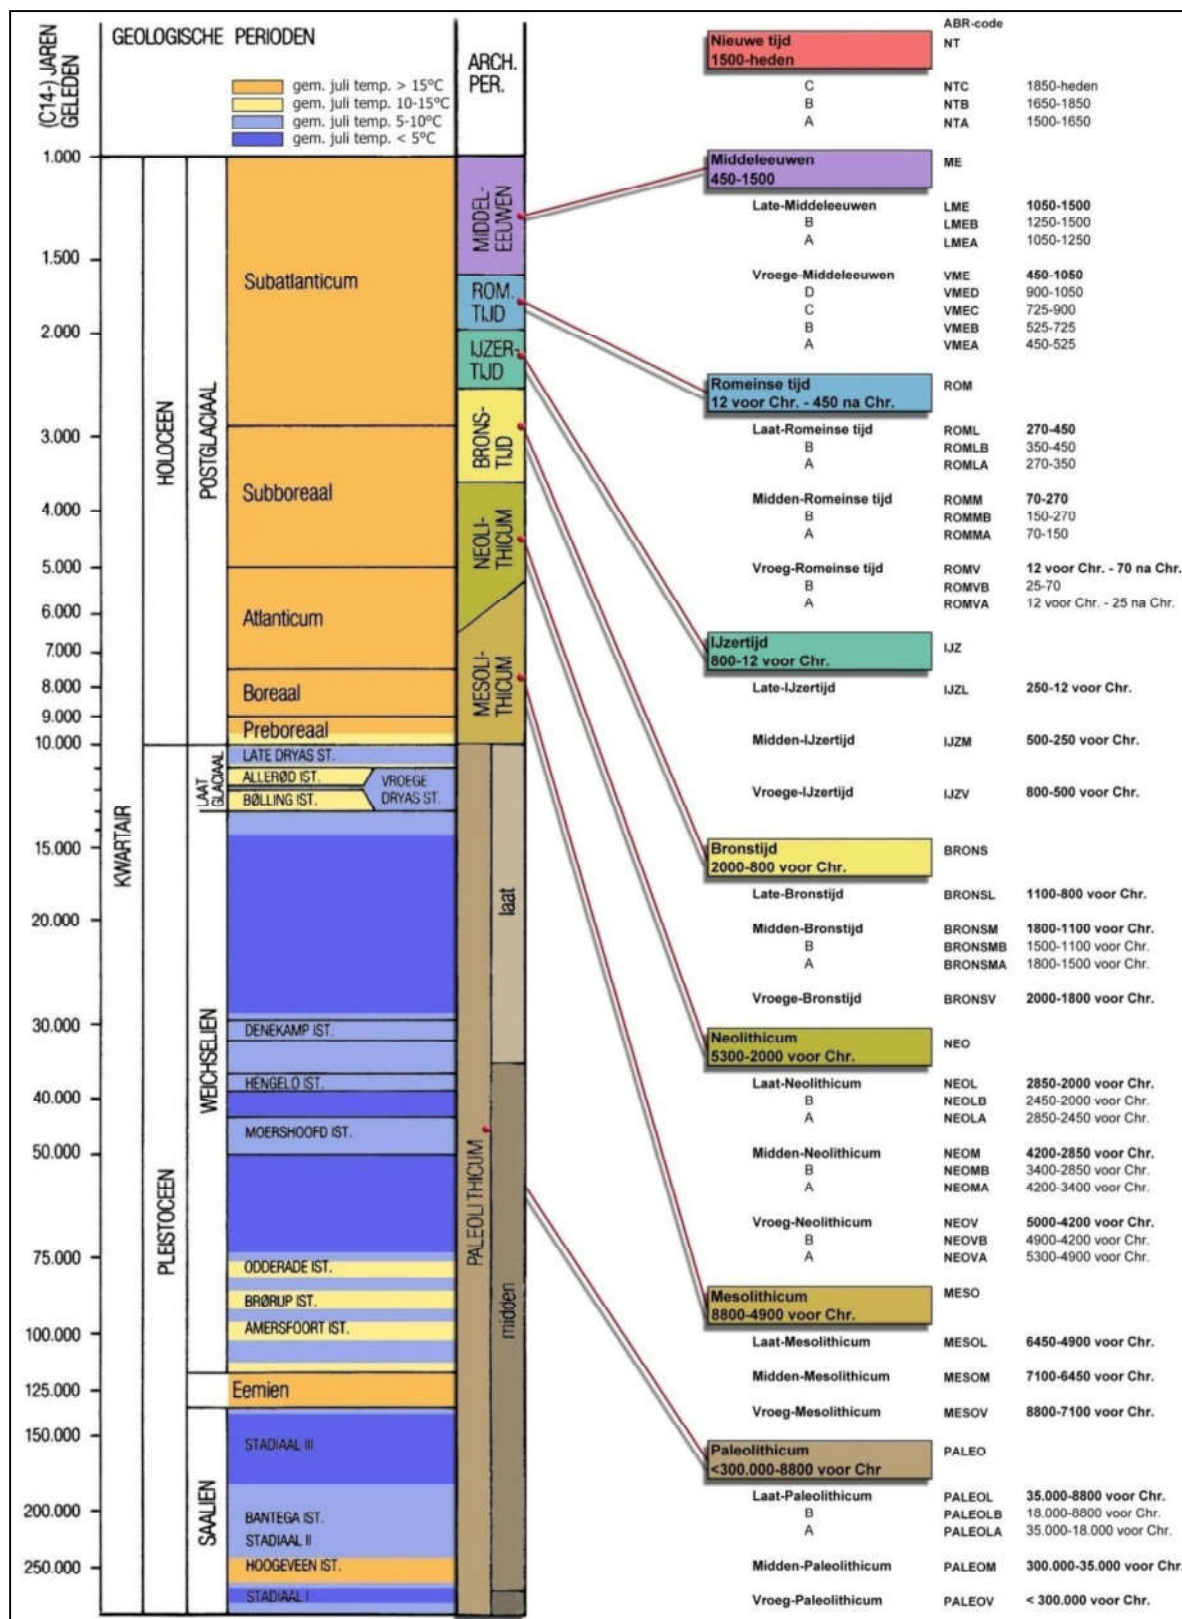 (C14-) JAREN
GELEDEN
GEOLOGISCHE PERIODEN
gem. juli temp. > 15°C
gem. juli temp. 10-15°C
gem. juli temp. 5-10°C
gem. juli temp. < 5°C
ARCH.
PER.
1.000
1.500
2.000
3.000
4.000
5.000
6.000
7.000
8.000
9.000
10.000
15.000
20.000
30.000
40.000
50.000
75.000
100.000
125.000
150.000
200.000
250.000
KWARTAIR
HOLOCEEN
PLEISTOCEEN
POSTGLACIAAL
LAAT
GLACIAAL
WEICHSELIEN
SAALIEN
Subatlanticum
Subboreaal
Atlanticum
Boreaal
Preboreaal
LATE DRYAS ST.
ALLERØD IST.
VROEGE
DRYAS ST.
BØLLING IST.
DENEKAMP IST.
HENGELO IST.
MOERSHOOFD IST.
ODDERADE IST.
BRØRUP IST.
AMERSFOORT IST.
Eemien
STADIAAL III
BANTEGA IST.
STADIAAL II
HOOGEVEEN IST.
STADIAAL I
MIDDEL-
EEUWEN
ROM.
TIJD
IJZER-
TIJD
BRONS-
TIJD
NEOLI-
THICUM
MESOLI-
THICUM
PALEOLITHICUM
laat
midden
ABR-code
Nieuwe tijd NT
1500-heden
C NTC 1850-heden
B NTB 1650-1850
A NTA 1500-1650
Middeleeuwen ME
450-1500
Late-Middeleeuwen LME 1050-1500
B LMEB 1250-1500
A LMEA 1050-1250
Vroege-Middeleeuwen VME 450-1050
D VMED 900-1050
C VMEC 725-900
B VMEB 525-725
A VMEA 450-525
Romeinse tijd ROM
12 voor Chr. - 450 na Chr.
Laat-Romeinse tijd ROML 270-450
B ROMLB 350-450
A ROMLA 270-350
Midden-Romeinse tijd ROMM 70-270
B ROMMB 150-270
A ROMMA 70-150
Vroeg-Romeinse tijd ROMV 12 voor Chr. - 70 na Chr.
B ROMVB 25-70
A ROMVA 12 voor Chr. - 25 na Chr.
IJzertijd IJZ
800-12 voor Chr.
Late-IJzertijd IJZL 250-12 voor Chr.
Midden-IJzertijd IJZM 500-250 voor Chr.
Vroege-IJzertijd IJZV 800-500 voor Chr.
Bronstijd BRONS
2000-800 voor Chr.
Late-Bronstijd BRONSL 1100-800 voor Chr.
Midden-Bronstijd BRONSM 1800-1100 voor Chr.
B BRONSMB 1500-1100 voor Chr.
A BRONSMA 1800-1500 voor Chr.
Vroege-Bronstijd BRONSV 2000-1800 voor Chr.
Neolithicum NEO
5300-2000 voor Chr.
Laat-Neolithicum NEOL 2850-2000 voor Chr.
B NEOLB 2450-2000 voor Chr.
A NEOLA 2850-2450 voor Chr.
Midden-Neolithicum NEOM 4200-2850 voor Chr.
B NEOMB 3400-2850 voor Chr.
A NEOMA 4200-3400 voor Chr.
Vroeg-Neolithicum NEOV 5000-4200 voor Chr.
B NEOVB 4900-4200 voor Chr.
A NEOVA 5300-4900 voor Chr.
Mesolithicum MESO
8800-4900 voor Chr.
Laat-Mesolithicum MESOL 6450-4900 voor Chr.
Midden-Mesolithicum MESOM 7100-6450 voor Chr.
Vroeg-Mesolithicum MESOV 8800-7100 voor Chr.
Paleolithicum PALEO
<300.000-8800 voor Chr
Laat-Paleolithicum PALEOL 35.000-8800 voor Chr.
B PALEOLB 18.000-8800 voor Chr.
A PALEOLA 35.000-18.000 voor Chr.
Midden-Paleolithicum PALEOM 300.000-35.000 voor Chr.
Vroeg-Paleolithicum PALEOV < 300.000 voor Chr.